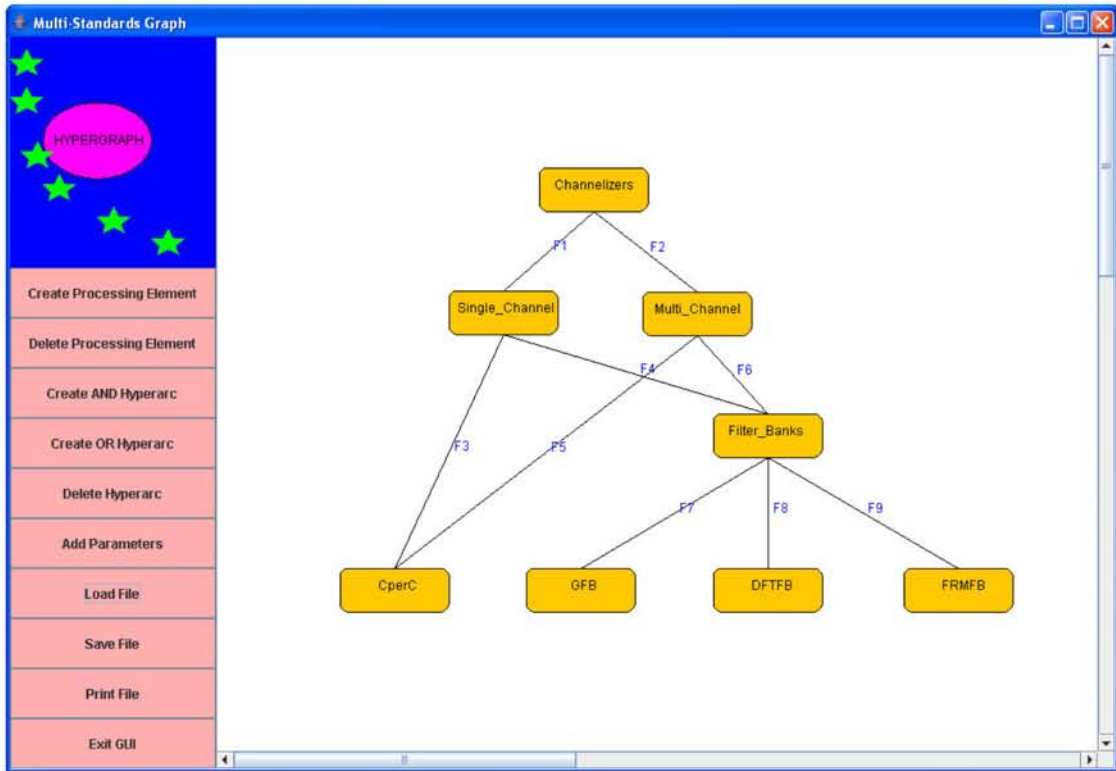 Multi-Standards Graph
HYPERGRAPH
Create Processing Element
Delete Processing Element
Create AND Hyperarc
Create OR Hyperarc
Delete Hyperarc
Add Parameters
Load File
Save File
Print File
Exit GUI
Channelizers
F1 F2
Single_Channel Multi_Channel
F4 F6
Filter_Banks
F3 F5
F7 F8 F9
CperC GFB DFTFB FRMFB